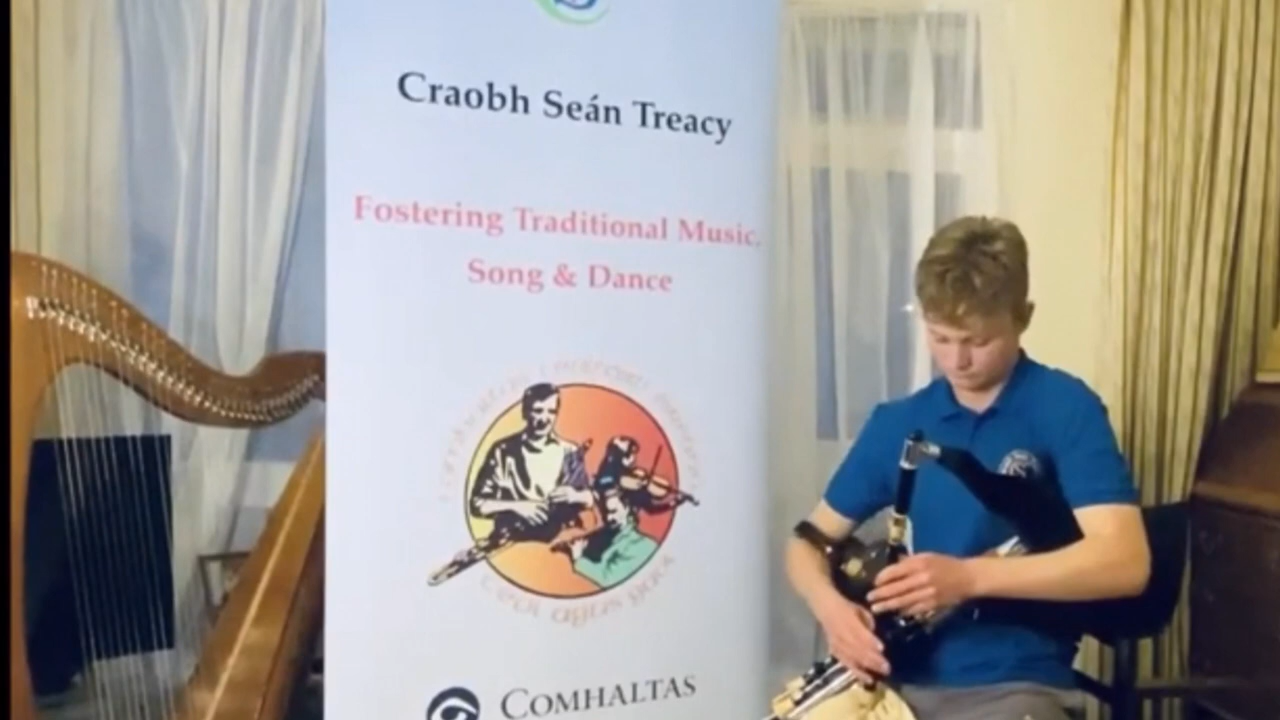 Craobh Seán Treacy
Fostering Traditional Music,
Song & Dance
COMHALTAS